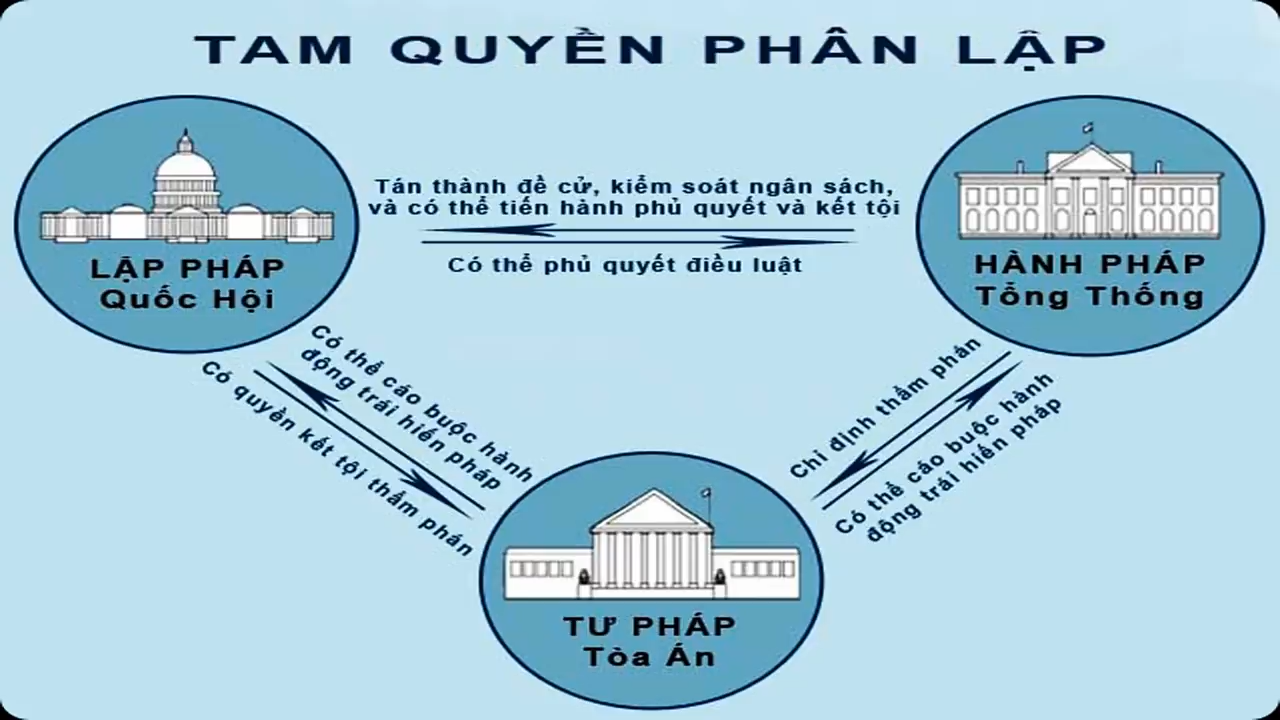 TAM QUYỀN PHÂN LẬP
Tán thành đề cử, kiểm soát ngân sách,
và có thể tiến hành phủ quyết và kết tội
Có thể phủ quyết điều luật
LẬP PHÁP
Quốc Hội
HÀNH PHÁP
Tổng Thống
Có thể cáo buộc hành
động trái hiến pháp
Có quyền kết tội thẩm phán
Chỉ định thẩm phán
Có thể cáo buộc hành
động trái hiến pháp
TƯ PHÁP
Tòa Án